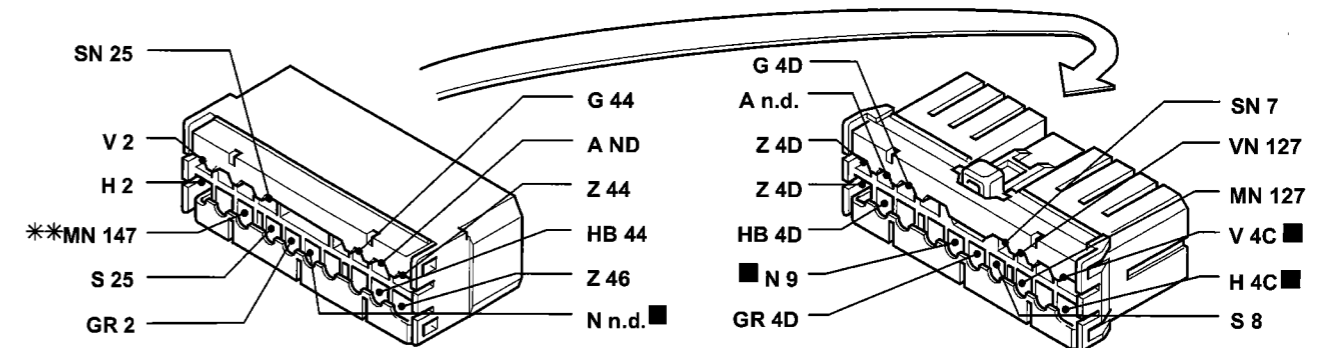 SN 25
V 2
H 2
**MN 147
S 25
GR 2
G 44
A ND
Z 44
HB 44
Z 46
N n.d.■
G 4D
A n.d.
Z 4D
Z 4D
HB 4D
■ N 9
GR 4D
SN 7
VN 127
MN 127
V 4C■
H 4C■
S 8